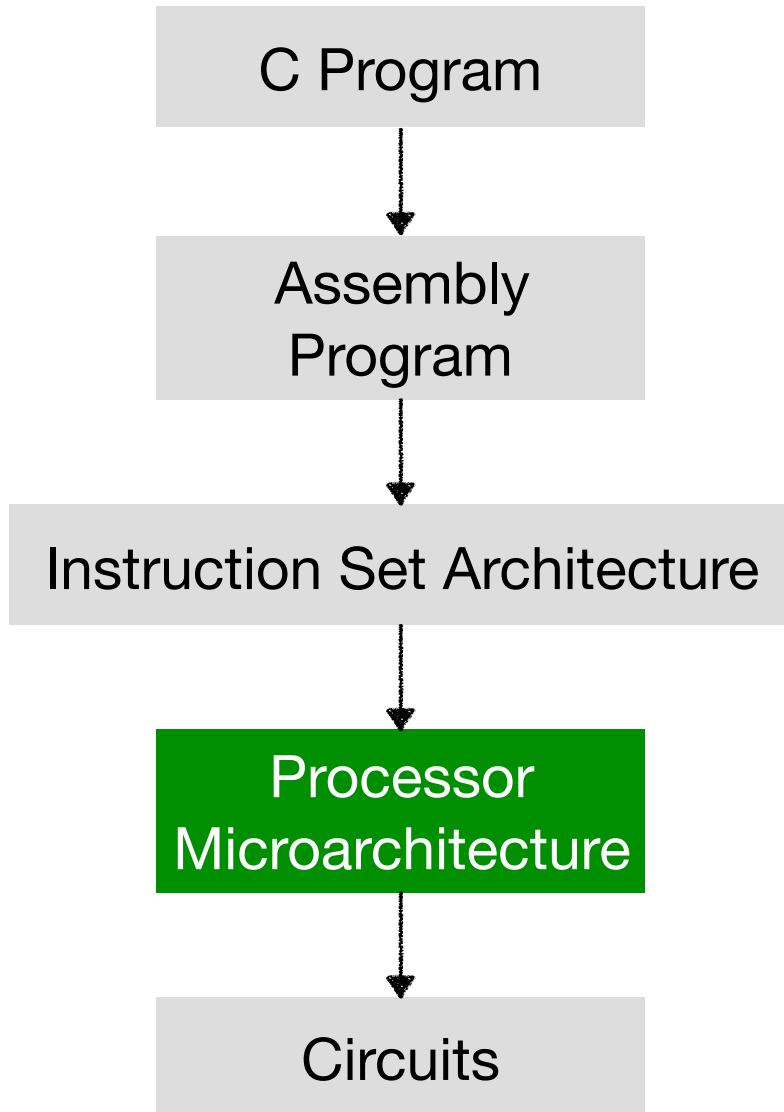 C Program
Assembly
Program
Instruction Set Architecture
Processor
Microarchitecture
Circuits